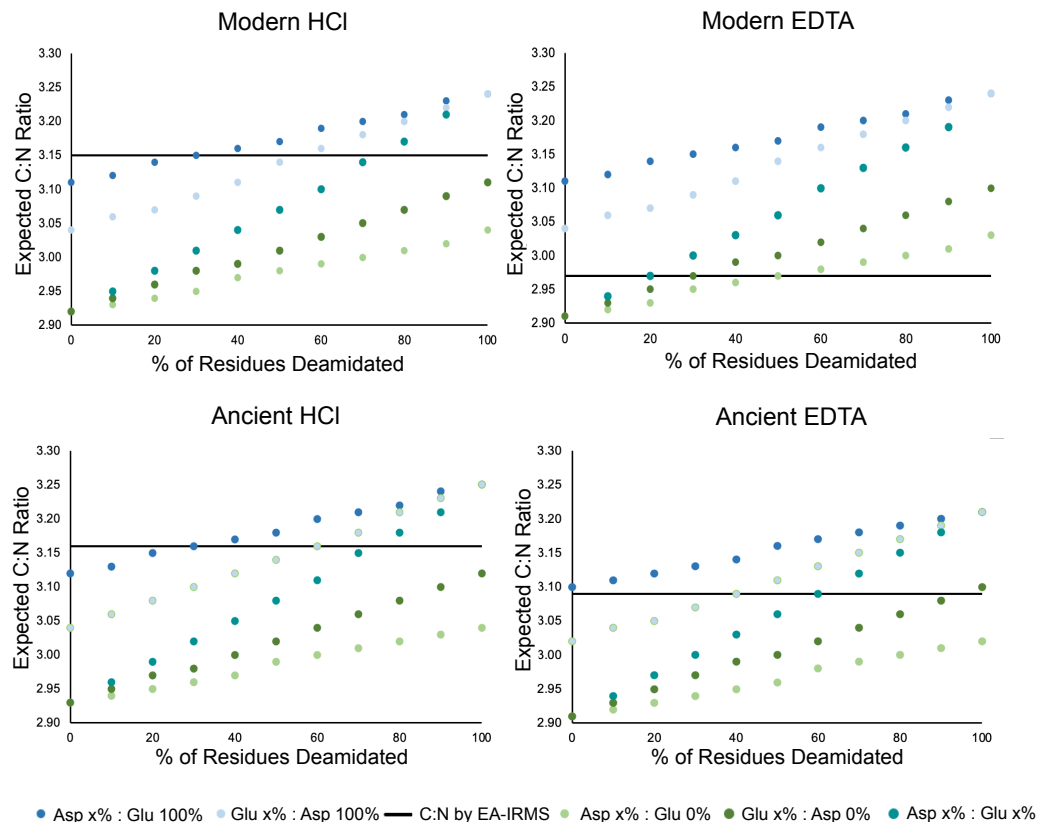 Modern HCl
Expected C:N Ratio
3.30
3.25
3.20
3.15
3.10
3.05
3.00
2.95
2.90
0 20 40 60 80 100
% of Residues Deamidated
Modern EDTA
Expected C:N Ratio
3.30
3.25
3.20
3.15
3.10
3.05
3.00
2.95
2.90
0 20 40 60 80 100
% of Residues Deamidated
Ancient HCl
Expected C:N Ratio
3.30
3.25
3.20
3.15
3.10
3.05
3.00
2.95
2.90
0 20 40 60 80 100
% of Residues Deamidated
Ancient EDTA
Expected C:N Ratio
3.30
3.25
3.20
3.15
3.10
3.05
3.00
2.95
2.90
0 20 40 60 80 100
% of Residues Deamidated
Asp x% : Glu 100% Glu x% : Asp 100% C:N by EA-IRMS Asp x% : Glu 0% Glu x% : Asp 0% Asp x% : Glu x%